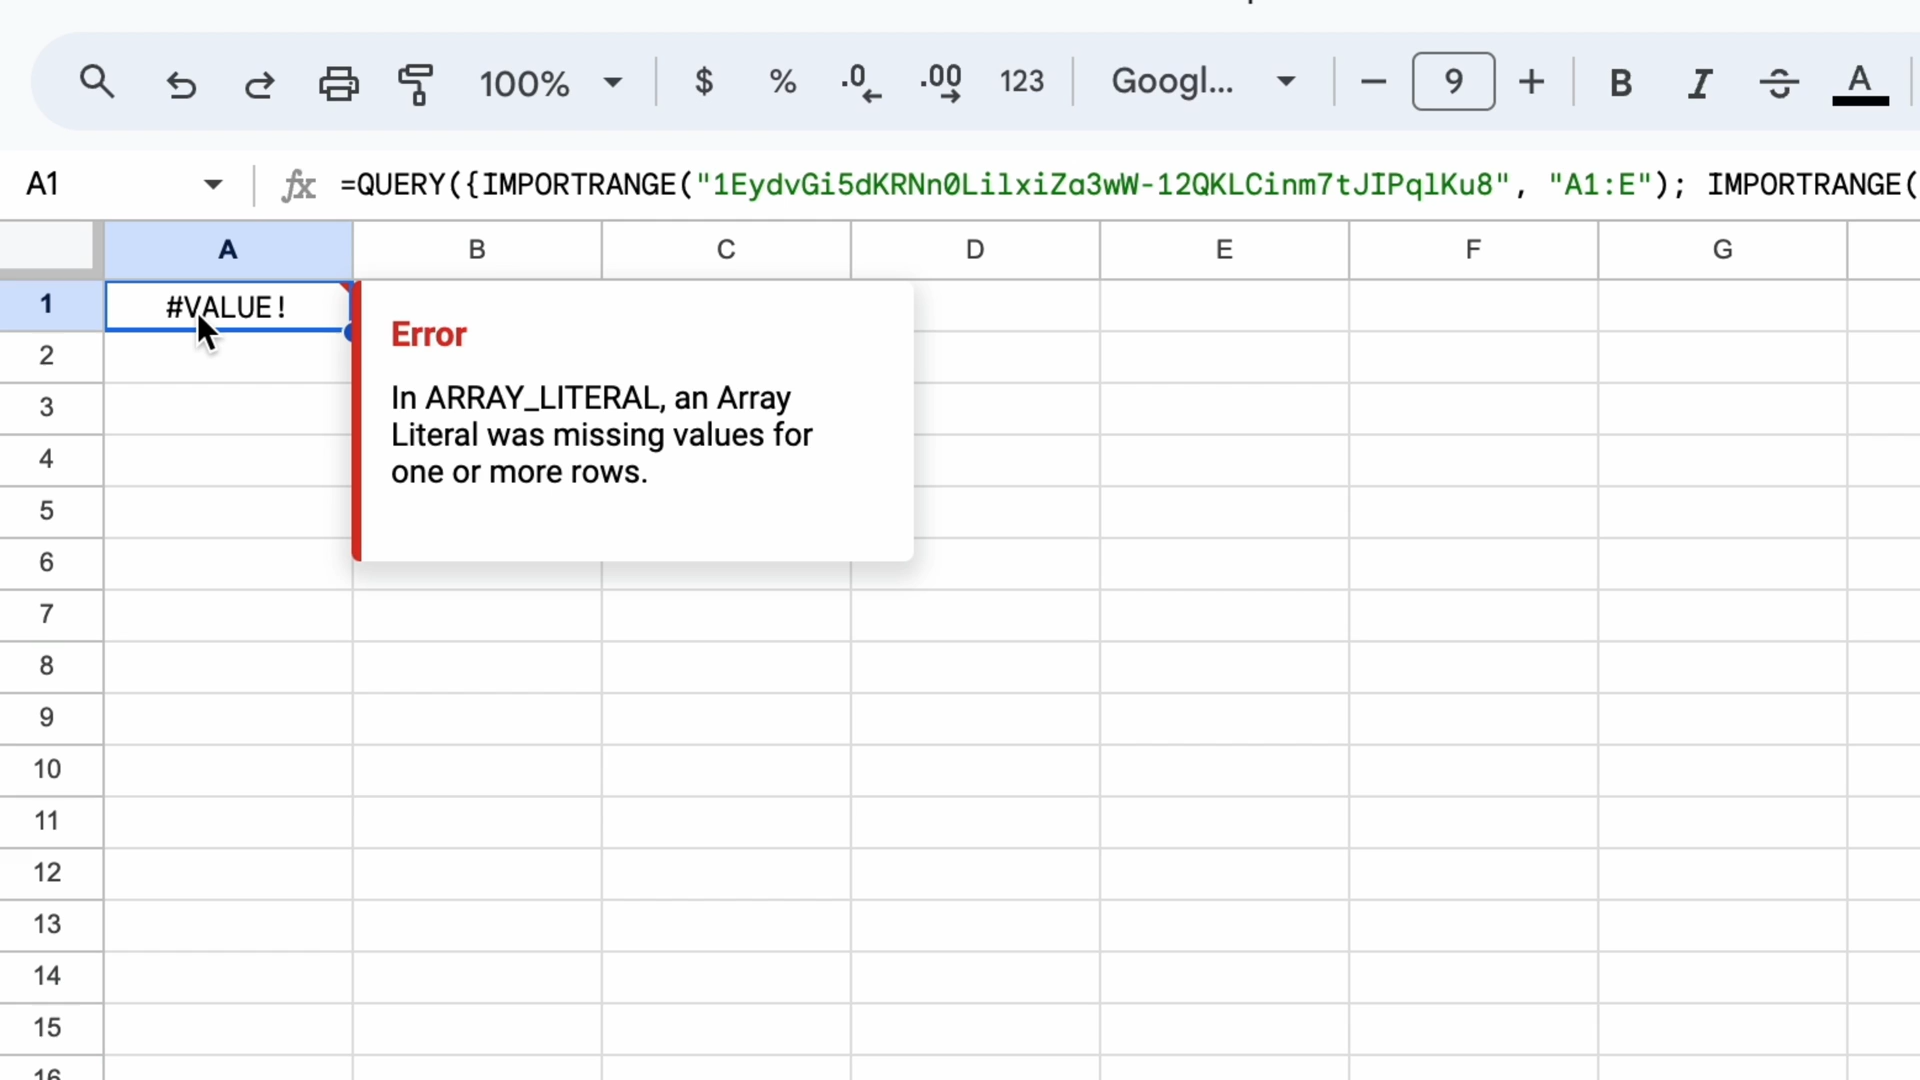 100% $ % .0 .00 123 Googl... 9 B I S A
A1 fx =QUERY({IMPORTRANGE("1EydvGi5dKRNn0LilxiZa3wW-12QKLCinm7tJIPqlKu8", "A1:E"); IMPORTRANGE(
A B C D E F G
1 #VALUE!
Error
2
In ARRAY_LITERAL, an Array
3
Literal was missing values for
4
one or more rows.
5
6
7
8
9
10
11
12
13
14
15
16